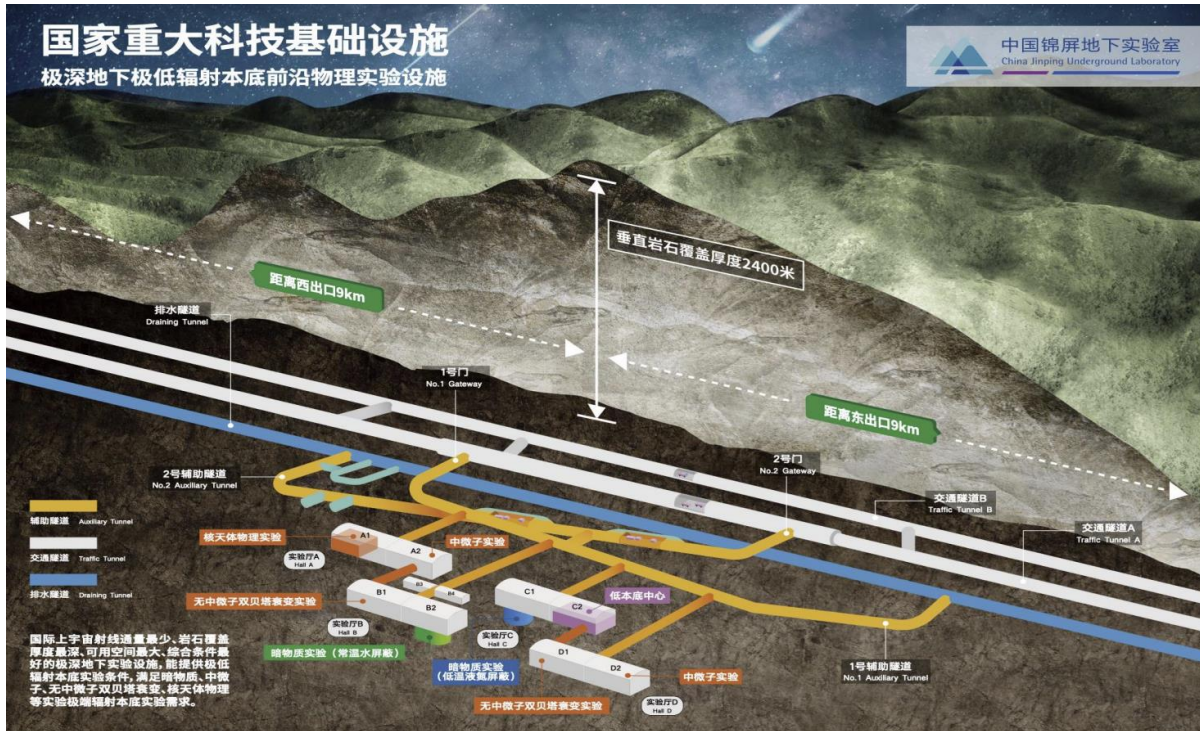 国家重大科技基础设施
极深地下极低辐射本底前沿物理实验设施
中国锦屏地下实验室
China Jinping Underground Laboratory
垂直岩石覆盖厚度2400米
距离西出口9km
排水隧道
Draining Tunnel
1号门
No.1 Gateway
距离东出口9km
2号门
No.2 Gateway
2号辅助隧道
No.2 Auxiliary Tunnel
交通隧道B
Traffic Tunnel B
交通隧道A
Traffic Tunnel A
辅助隧道 Auxiliary Tunnel
交通隧道 Traffic Tunnel
排水隧道 Draining Tunnel
核天体物理实验
A1
A2
中微子实验
实验厅A
Hall A
B3
B4
无中微子双贝塔衰变实验
B1
B2
C1
C2
低本底中心
实验厅B
Hall B
实验厅C
Hall C
暗物质实验(常温水屏蔽)
暗物质实验
(低温液氮屏蔽)
D1
D2
中微子实验
1号辅助隧道
No.1 Auxiliary Tunnel
无中微子双贝塔衰变实验
实验厅D
Hall D
国际上宇宙射线通量最少、岩石覆盖
厚度最深、可用空间最大、综合条件最
好的极深地下实验设施,能提供极低
辐射本底实验条件,满足暗物质、中微
子、无中微子双贝塔衰变、核天体物理
等实验极端辐射本底实验需求。